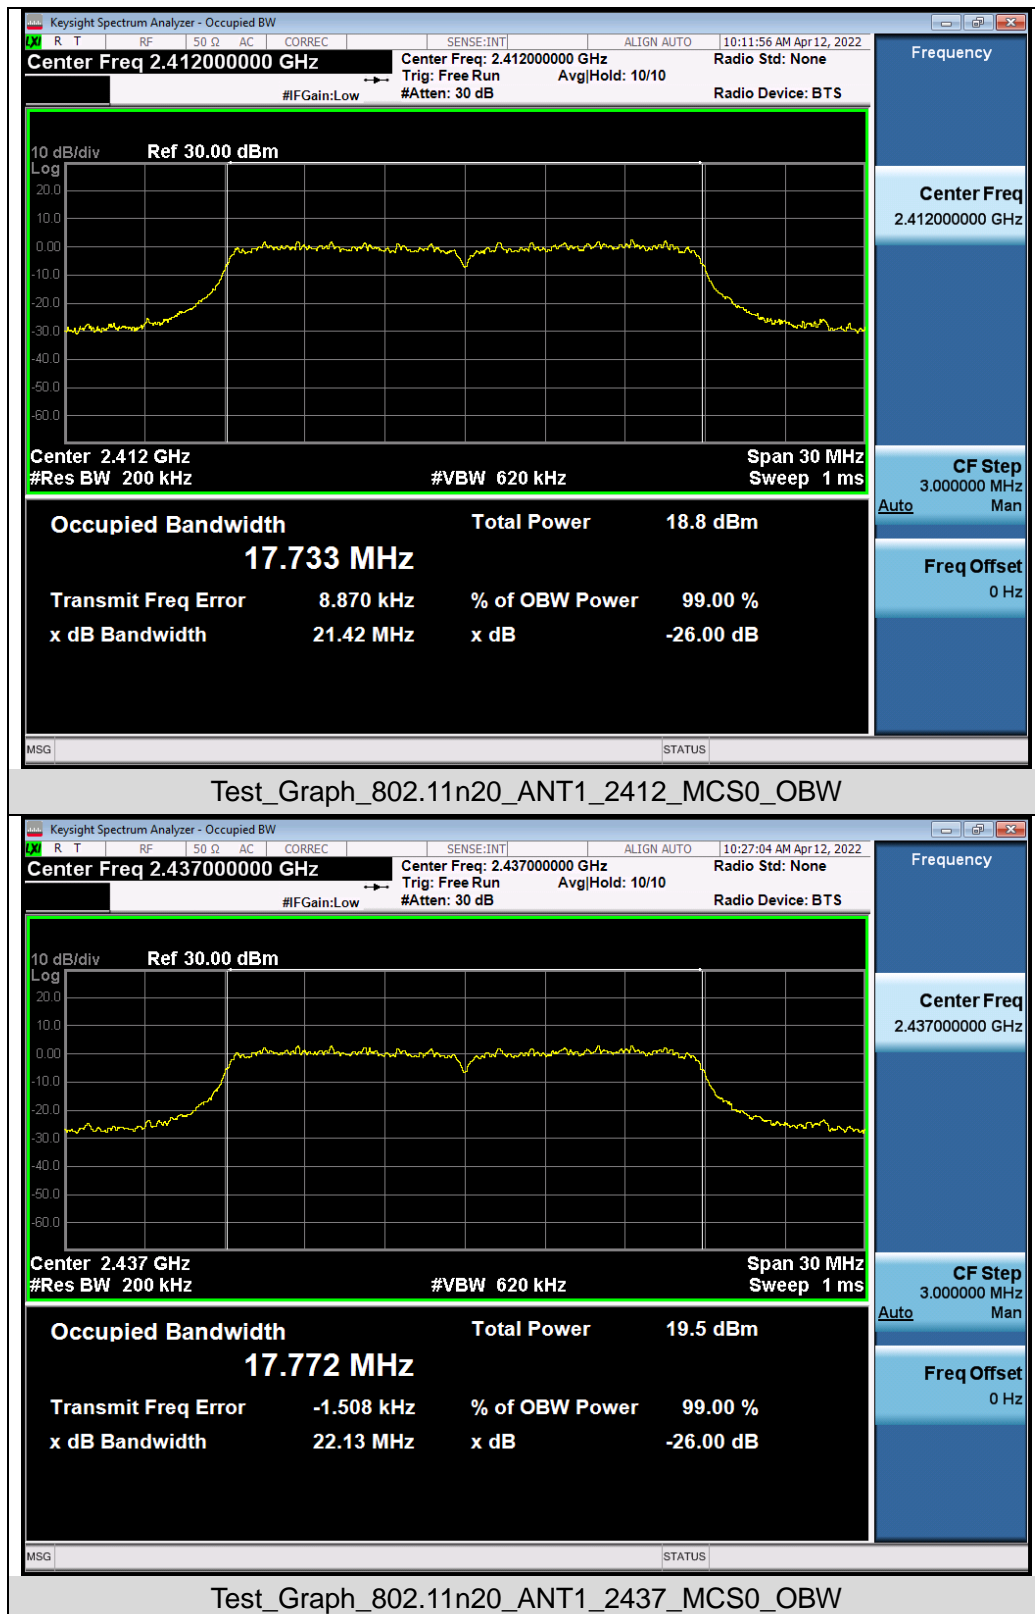 Keysight Spectrum Analyzer - Occupied BW
LXI R T RF 50 Ω AC CORREC SENSE:INT ALIGN AUTO 10:11:56 AM Apr 12, 2022
Center Freq 2.412000000 GHz
Center Freq: 2.412000000 GHz Radio Std: None
Trig: Free Run Avg|Hold: 10/10
#IFGain:Low #Atten: 30 dB Radio Device: BTS
Frequency
10 dB/div Ref 30.00 dBm
Log
20.0
10.0
0.00
-10.0
-20.0
-30.0
-40.0
-50.0
-60.0
Center 2.412 GHz Span 30 MHz
#Res BW 200 kHz #VBW 620 kHz Sweep 1 ms
Center Freq
2.412000000 GHz
CF Step
3.000000 MHz
Auto Man
Freq Offset
0 Hz
Occupied Bandwidth Total Power 18.8 dBm
17.733 MHz
Transmit Freq Error 8.870 kHz % of OBW Power 99.00 %
x dB Bandwidth 21.42 MHz x dB -26.00 dB
MSG STATUS
Test_Graph_802.11n20_ANT1_2412_MCS0_OBW
Keysight Spectrum Analyzer - Occupied BW
LXI R T RF 50 Ω AC CORREC SENSE:INT ALIGN AUTO 10:27:04 AM Apr 12, 2022
Center Freq 2.437000000 GHz
Center Freq: 2.437000000 GHz Radio Std: None
Trig: Free Run Avg|Hold: 10/10
#IFGain:Low #Atten: 30 dB Radio Device: BTS
Frequency
10 dB/div Ref 30.00 dBm
Log
20.0
10.0
0.00
-10.0
-20.0
-30.0
-40.0
-50.0
-60.0
Center 2.437 GHz Span 30 MHz
#Res BW 200 kHz #VBW 620 kHz Sweep 1 ms
Center Freq
2.437000000 GHz
CF Step
3.000000 MHz
Auto Man
Freq Offset
0 Hz
Occupied Bandwidth Total Power 19.5 dBm
17.772 MHz
Transmit Freq Error -1.508 kHz % of OBW Power 99.00 %
x dB Bandwidth 22.13 MHz x dB -26.00 dB
MSG STATUS
Test_Graph_802.11n20_ANT1_2437_MCS0_OBW